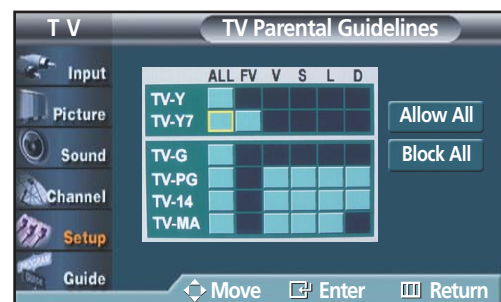 T V
TV Parental Guidelines
Input
Picture
Sound
Channel
Setup
Guide
ALL FV V S L D
TV-Y
TV-Y7
TV-G
TV-PG
TV-14
TV-MA
Allow All
Block All
Move Enter Return